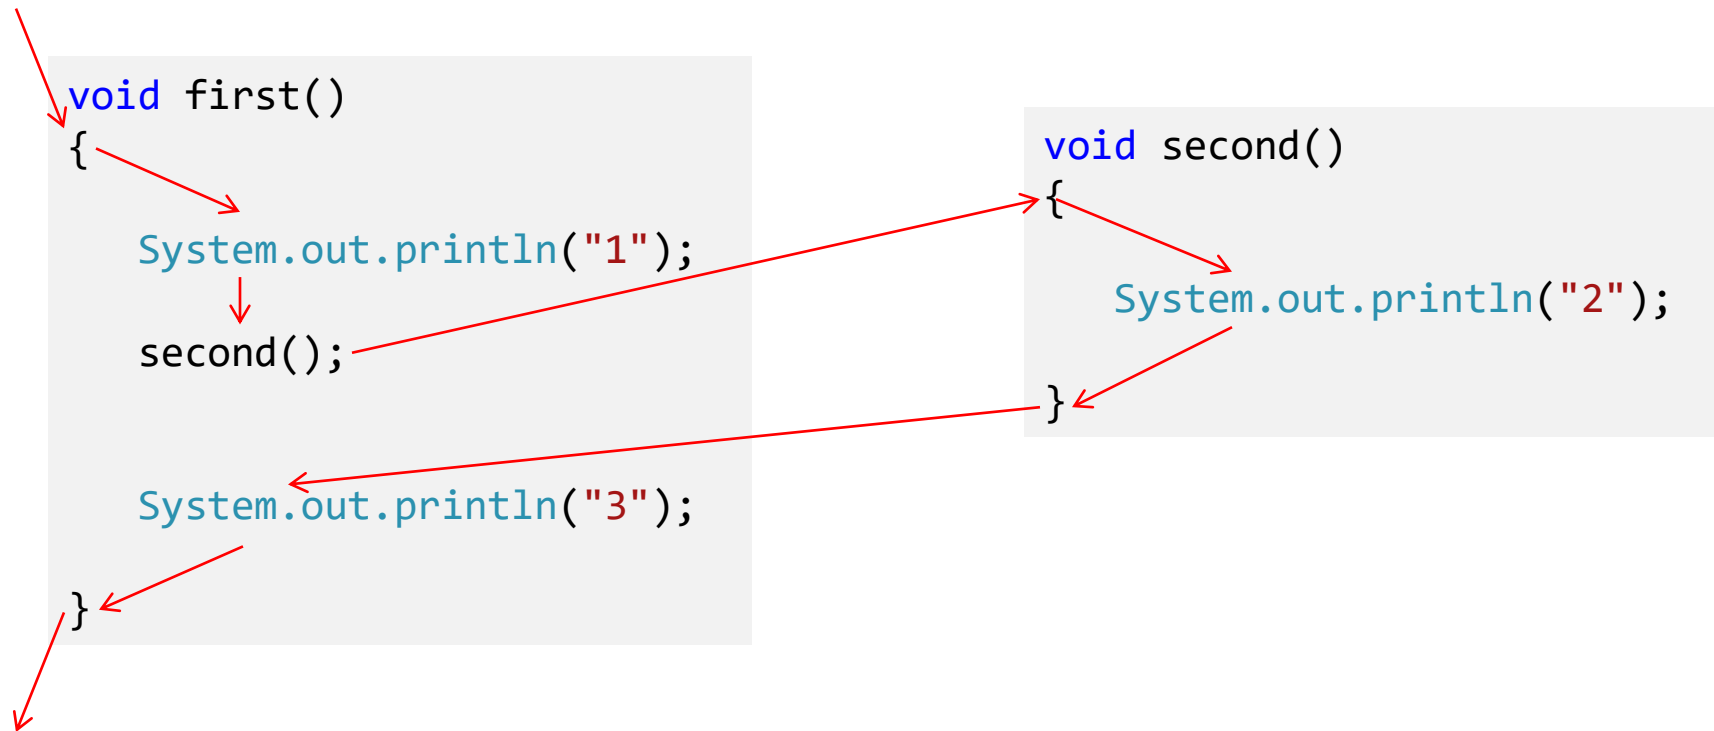 void first()
{
System.out.println("1");
second();
System.out.println("3");
}
void second()
{
System.out.println("2");
}